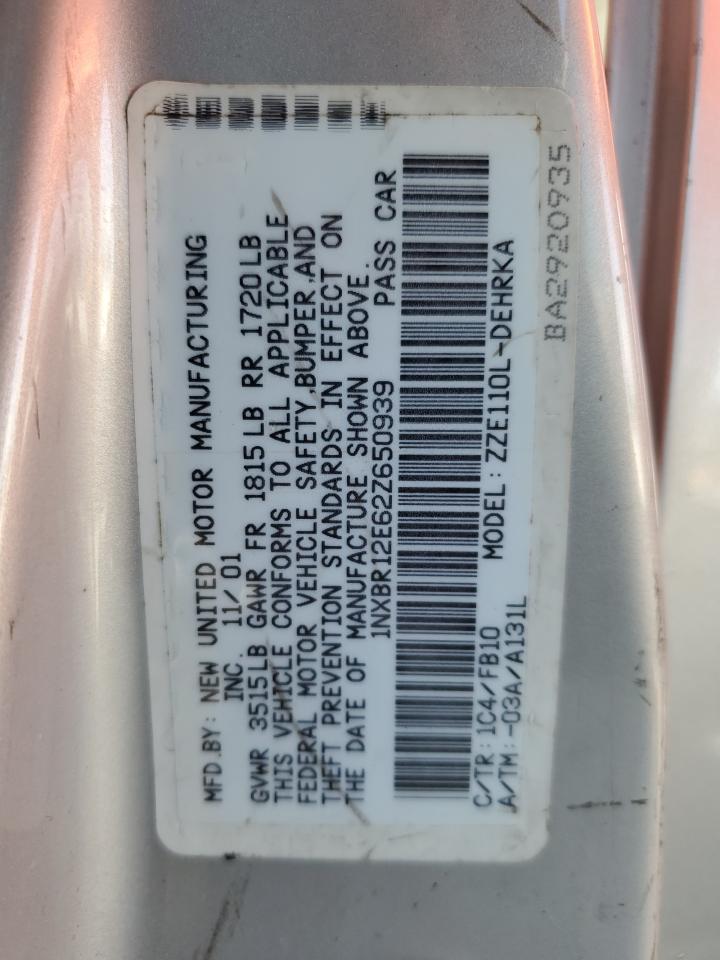 MFD.BY: NEW UNITED MOTOR MANUFACTURING
INC. 11/01
GVWR 3515LB GAWR FR 1815LB RR 1720LB
THIS VEHICLE CONFORMS TO ALL APPLICABLE
FEDERAL MOTOR VEHICLE SAFETY,BUMPER,AND
THEFT PREVENTION STANDARDS IN EFFECT ON
THE DATE OF MANUFACTURE SHOWN ABOVE.
1NXBR12E62Z650939 PASS CAR
C/TR:1C4/FB10 MODEL:ZZE110L-DEHRKA
A/TM:-03A/A131L
BA2920935